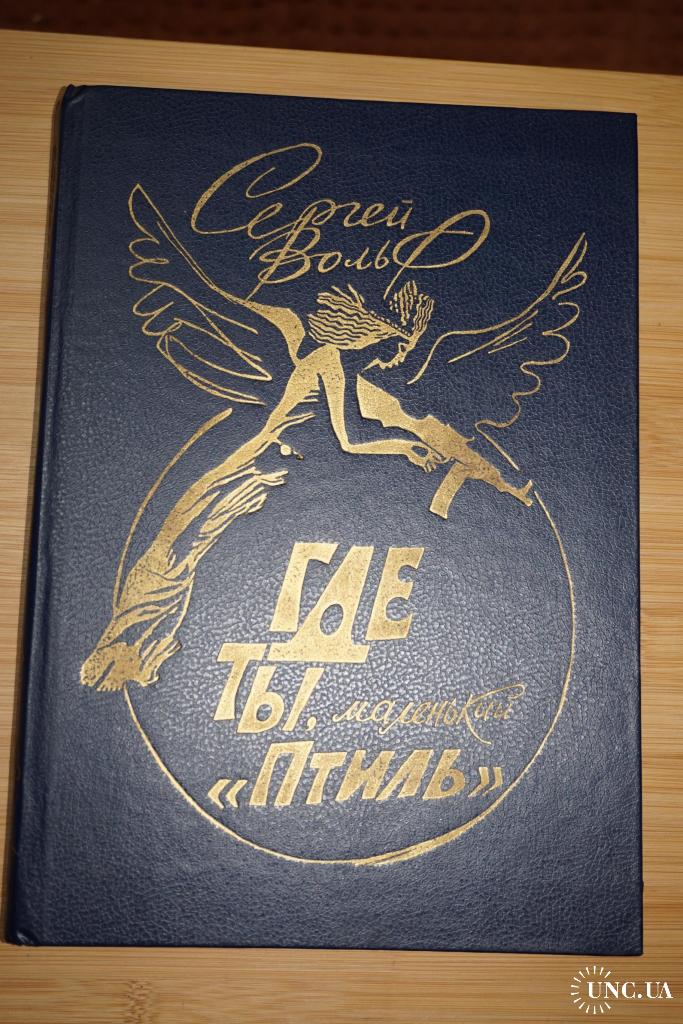 Сергей
Вольф
ГДЕ
ТЫ, маленький
«ПТИЛЬ»
UNC.UA